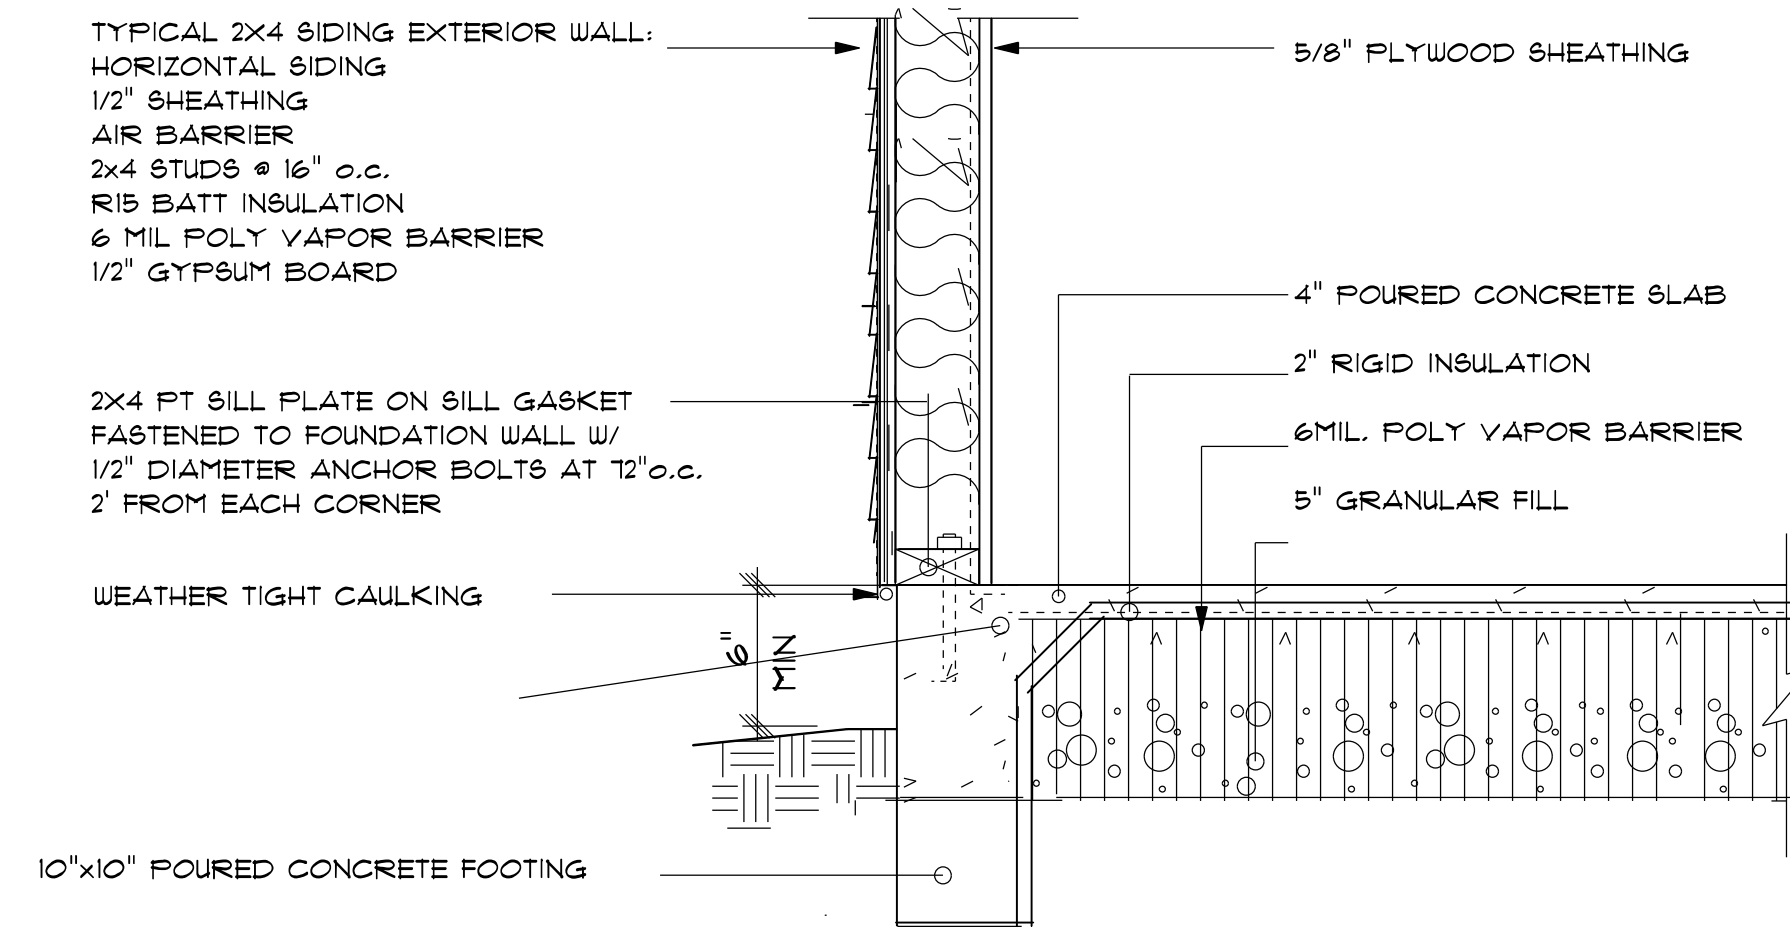 TYPICAL 2X4 SIDING EXTERIOR WALL:
HORIZONTAL SIDING
1/2" SHEATHING
AIR BARRIER
2x4 STUDS @ 16" o.c.
R15 BATT INSULATION
6 MIL POLY VAPOR BARRIER
1/2" GYPSUM BOARD
5/8" PLYWOOD SHEATHING
4" POURED CONCRETE SLAB
2" RIGID INSULATION
6MIL. POLY VAPOR BARRIER
5" GRANULAR FILL
2X4 PT SILL PLATE ON SILL GASKET
FASTENED TO FOUNDATION WALL W/
1/2" DIAMETER ANCHOR BOLTS AT 72"o.c.
2' FROM EACH CORNER
WEATHER TIGHT CAULKING
6"
MIN
10"x10" POURED CONCRETE FOOTING